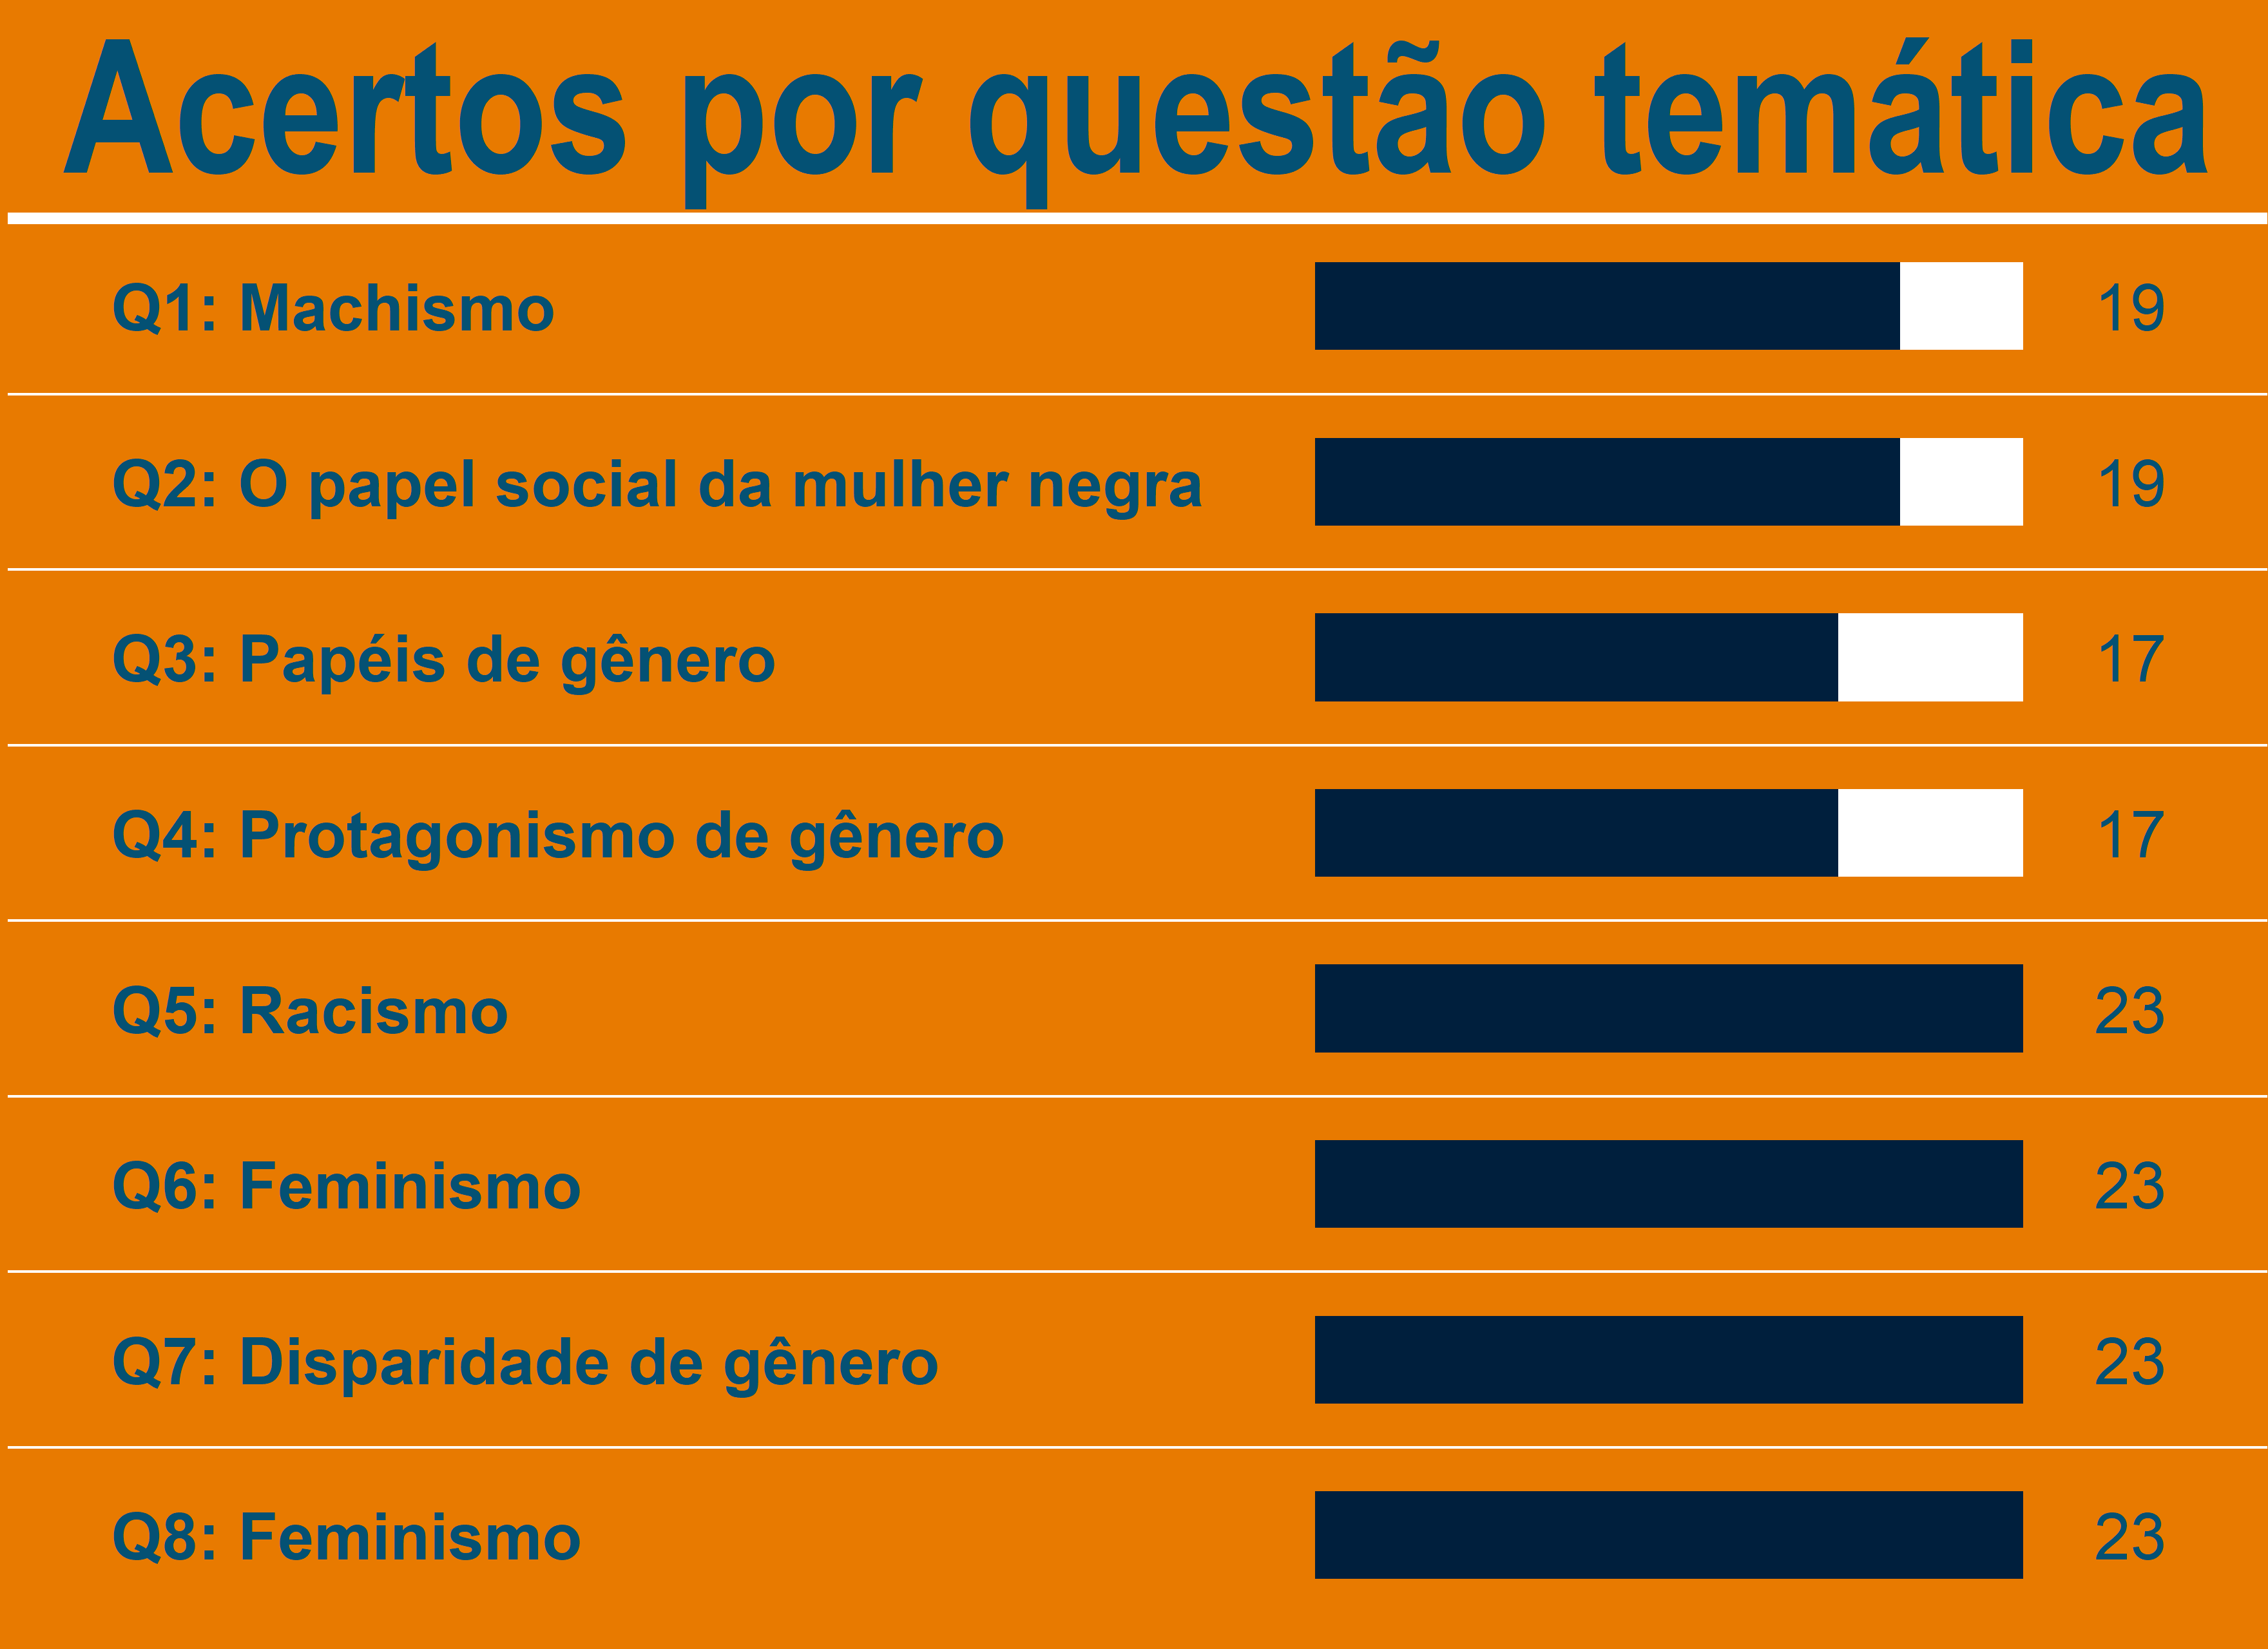 Acertos por questão temática
Q1: Machismo 19
Q2: O papel social da mulher negra 19
Q3: Papéis de gênero 17
Q4: Protagonismo de gênero 17
Q5: Racismo 23
Q6: Feminismo 23
Q7: Disparidade de gênero 23
Q8: Feminismo 23